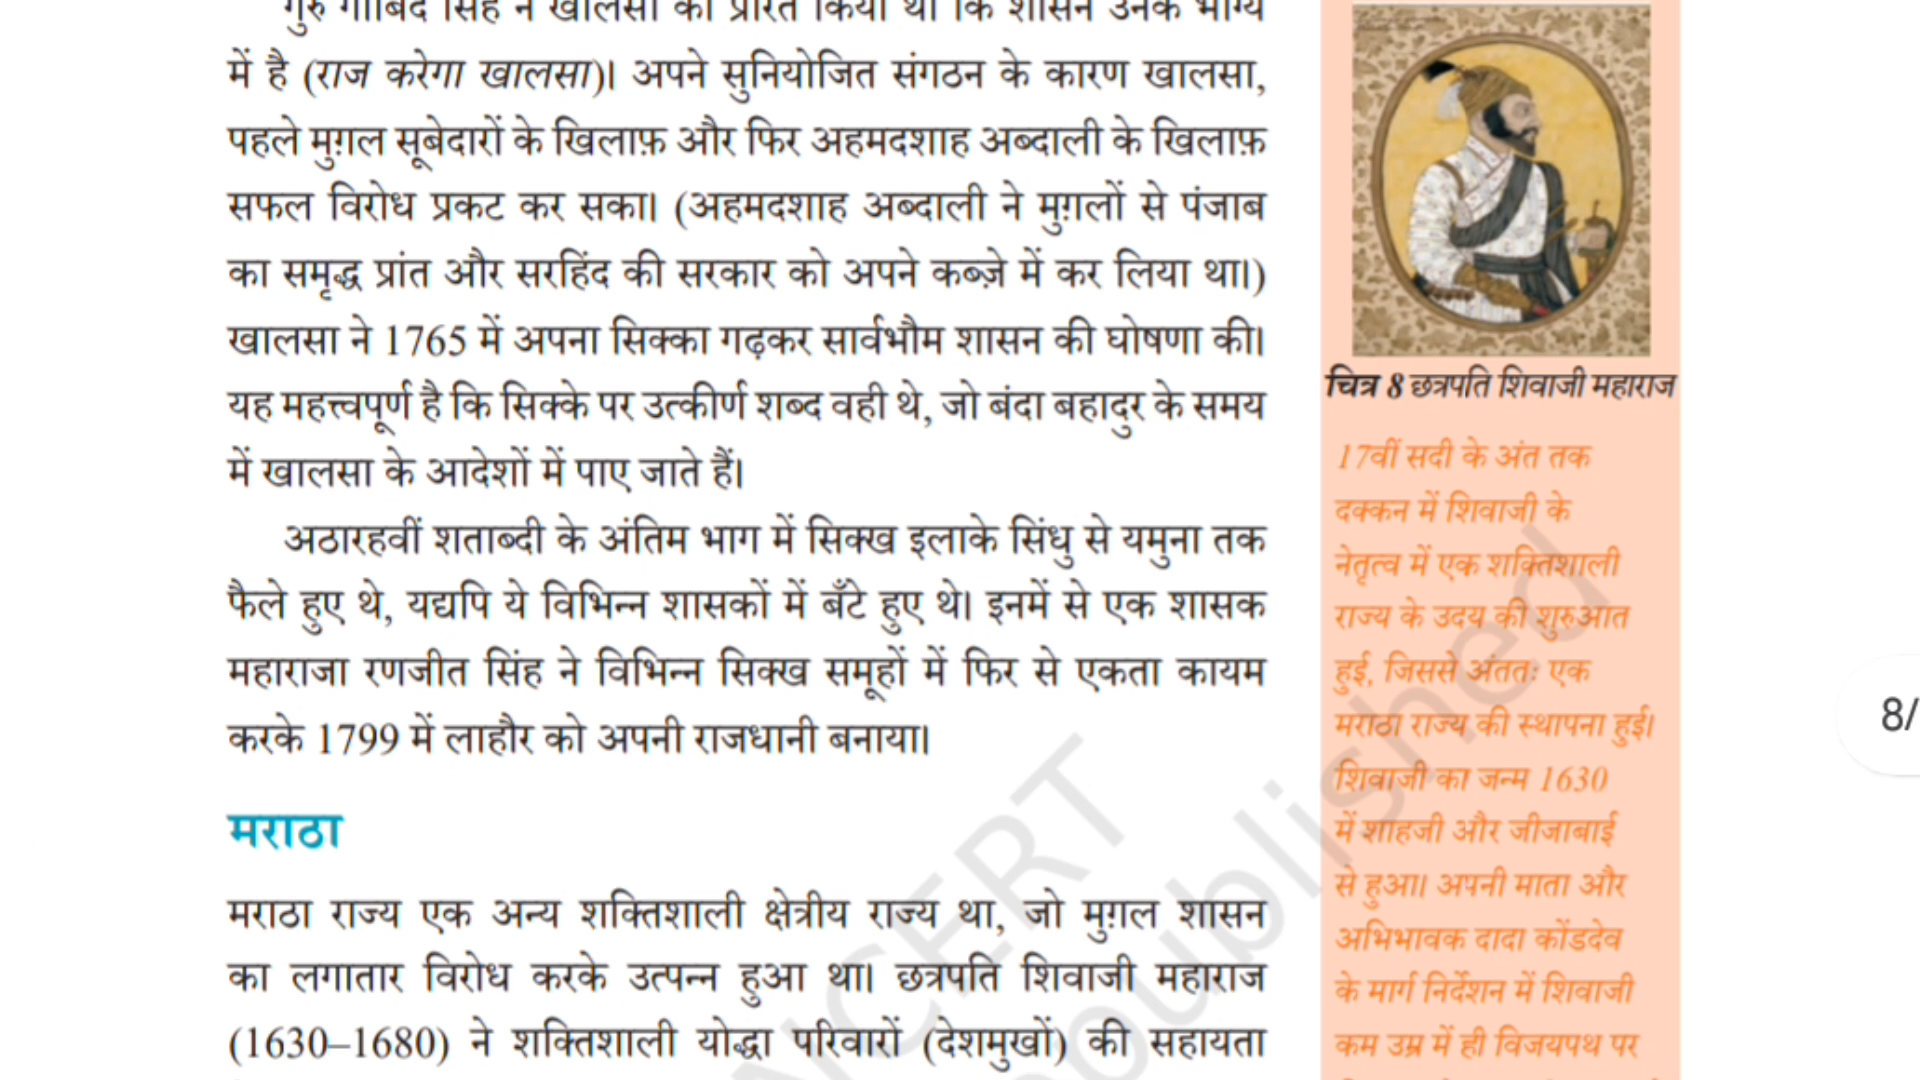 गुरु गोबिंद सिंह ने खालसा को प्रेरित किया था कि शासन उनके भाग्य
में है (राज करेगा खालसा)। अपने सुनियोजित संगठन के कारण खालसा,
पहले मुग़ल सूबेदारों के खिलाफ़ और फिर अहमदशाह अब्दाली के खिलाफ़
सफल विरोध प्रकट कर सका। (अहमदशाह अब्दाली ने मुग़लों से पंजाब
का समृद्ध प्रांत और सरहिंद की सरकार को अपने कब्ज़े में कर लिया था।)
खालसा ने 1765 में अपना सिक्का गढ़कर सार्वभौम शासन की घोषणा की।
यह महत्त्वपूर्ण है कि सिक्के पर उत्कीर्ण शब्द वही थे, जो बंदा बहादुर के समय
में खालसा के आदेशों में पाए जाते हैं।
अठारहवीं शताब्दी के अंतिम भाग में सिक्ख इलाके सिंधु से यमुना तक
फैले हुए थे, यद्यपि ये विभिन्न शासकों में बँटे हुए थे। इनमें से एक शासक
महाराजा रणजीत सिंह ने विभिन्न सिक्ख समूहों में फिर से एकता कायम
करके 1799 में लाहौर को अपनी राजधानी बनाया।
मराठा
मराठा राज्य एक अन्य शक्तिशाली क्षेत्रीय राज्य था, जो मुग़ल शासन
का लगातार विरोध करके उत्पन्न हुआ था। छत्रपति शिवाजी महाराज
(1630–1680) ने शक्तिशाली योद्धा परिवारों (देशमुखों) की सहायता
चित्र 8 छत्रपति शिवाजी महाराज
17वीं सदी के अंत तक
दक्कन में शिवाजी के
नेतृत्व में एक शक्तिशाली
राज्य के उदय की शुरुआत
हुई, जिससे अंततः एक
मराठा राज्य की स्थापना हुई।
शिवाजी का जन्म 1630
में शाहजी और जीजाबाई
से हुआ। अपनी माता और
अभिभावक दादा कोंडदेव
के मार्ग निर्देशन में शिवाजी
कम उम्र में ही विजयपथ पर
8/
NCERT
published